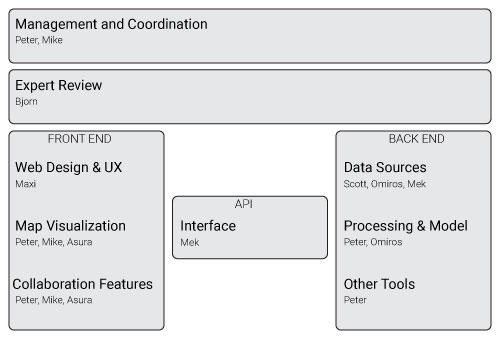 Management and Coordination
Peter, Mike
Expert Review
Bjorn
FRONT END
Web Design & UX
Maxi
Map Visualization
Peter, Mike, Asura
Collaboration Features
Peter, Mike, Asura
API
Interface
Mek
BACK END
Data Sources
Scott, Omiros, Mek
Processing & Model
Peter, Omiros
Other Tools
Peter